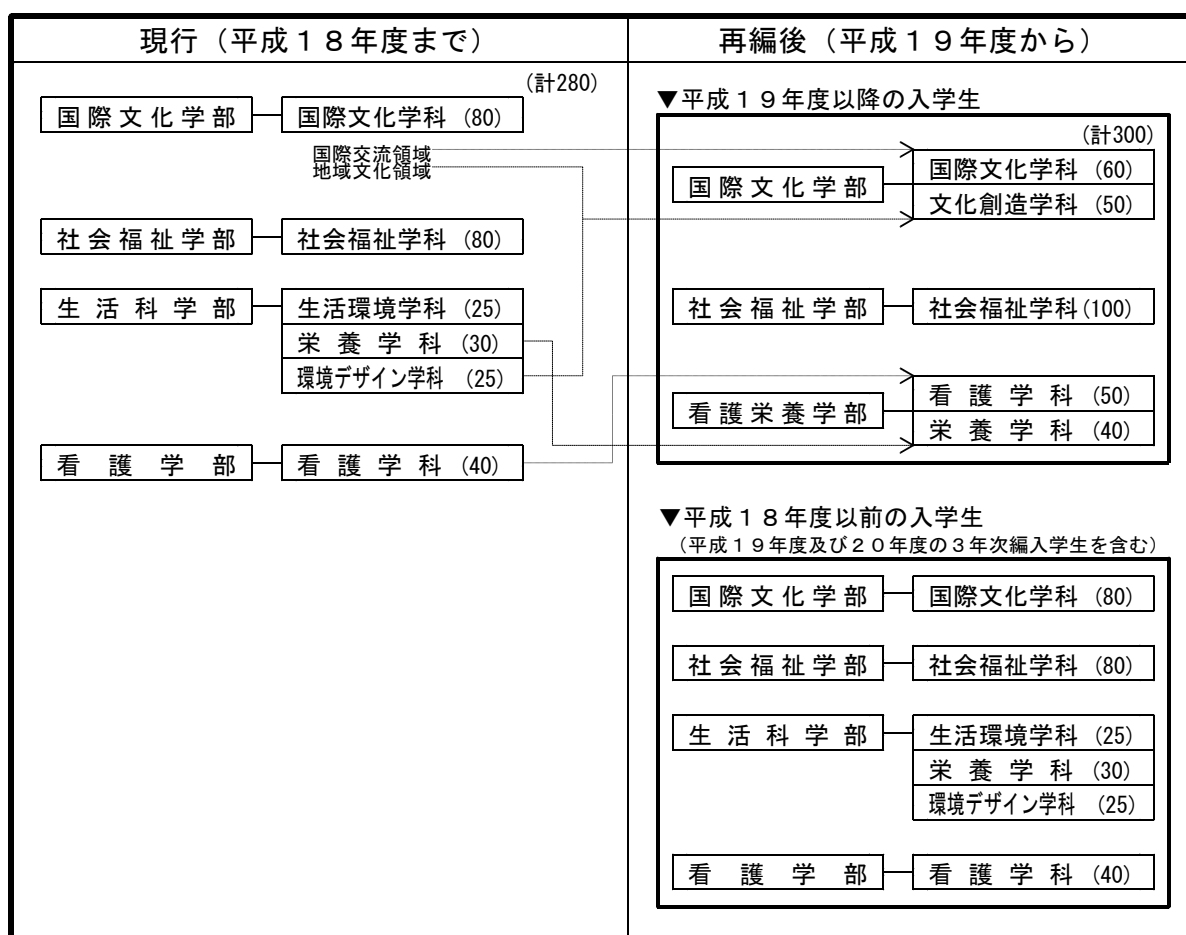 現行（平成１８年度まで）
(計280)
国際文化学部 国際文化学科 (80)
国際交流領域
地域文化領域
社会福祉学部 社会福祉学科 (80)
生活科学部 生活環境学科 (25)
栄養学科 (30)
環境デザイン学科 (25)
看護学部 看護学科 (40)
再編後（平成１９年度から）
▼平成１９年度以降の入学生
(計300)
国際文化学部 国際文化学科 (60)
文化創造学科 (50)
社会福祉学部 社会福祉学科(100)
看護栄養学部 看護学科 (50)
栄養学科 (40)
▼平成１８年度以前の入学生
（平成１９年度及び２０年度の３年次編入学生を含む）
国際文化学部 国際文化学科 (80)
社会福祉学部 社会福祉学科 (80)
生活科学部 生活環境学科 (25)
栄養学科 (30)
環境デザイン学科 (25)
看護学部 看護学科 (40)